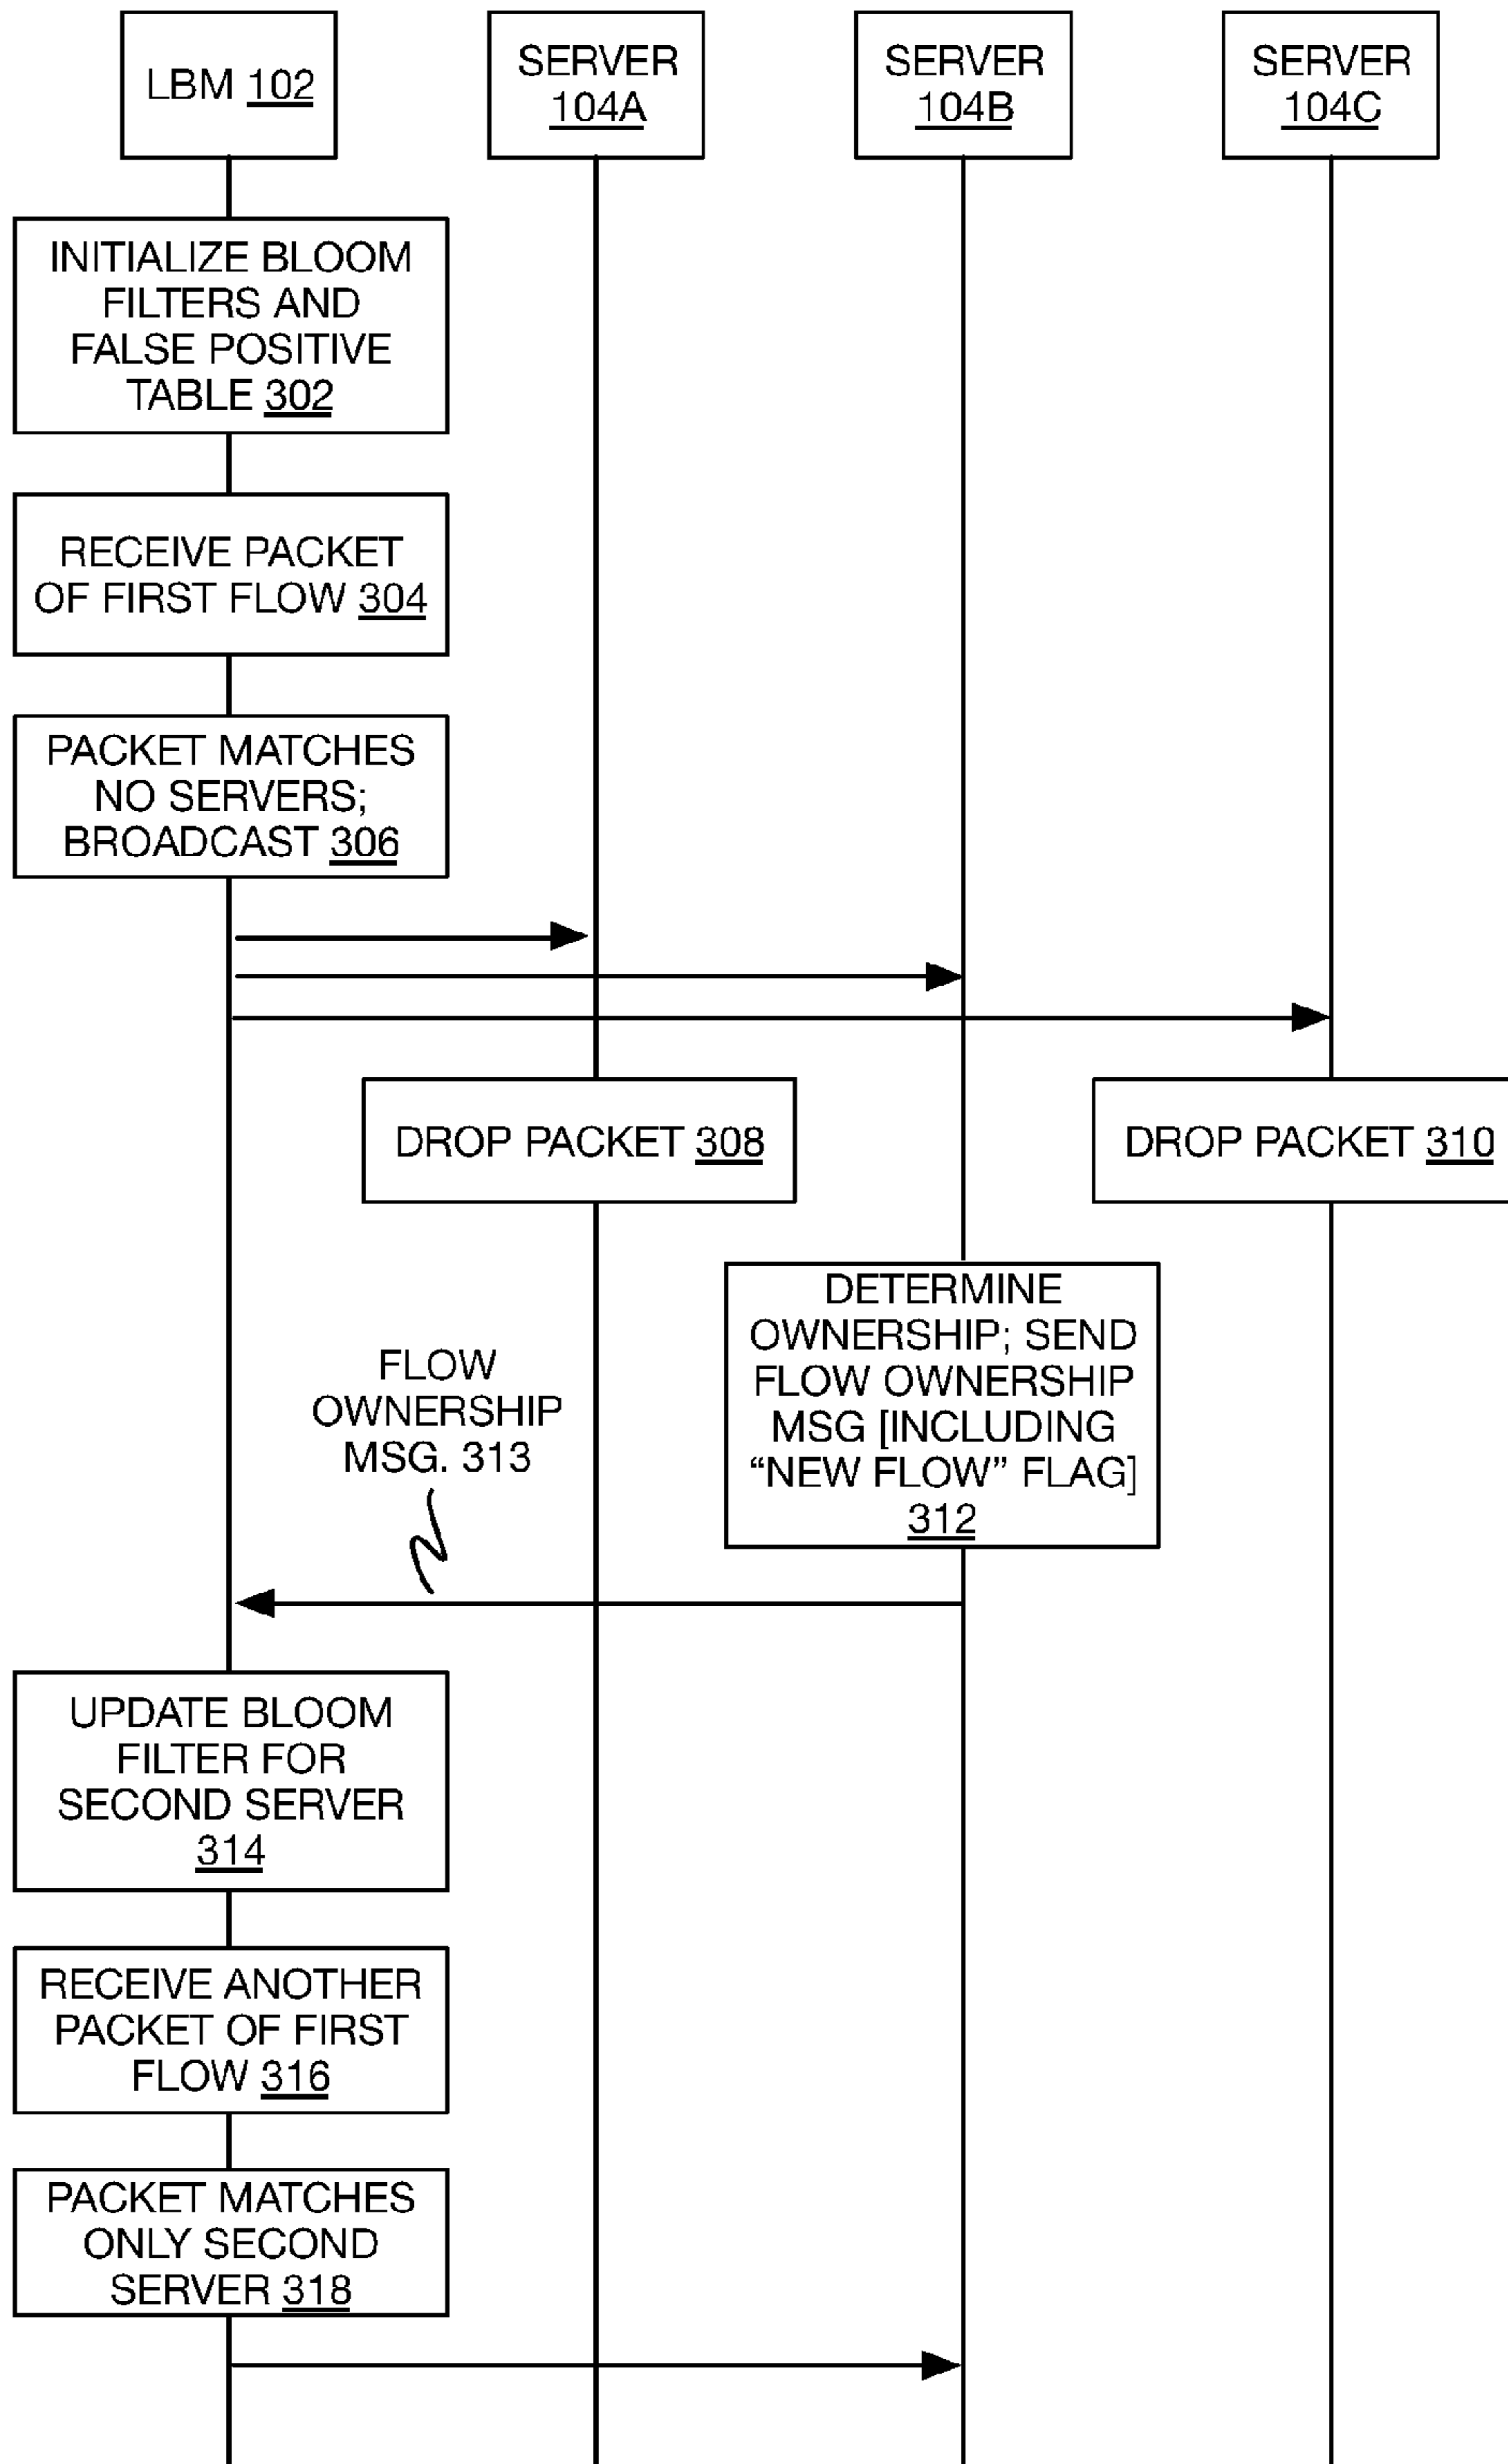 LBM 102
SERVER
104A
SERVER
104B
SERVER
104C
INITIALIZE BLOOM
FILTERS AND
FALSE POSITIVE
TABLE 302
RECEIVE PACKET
OF FIRST FLOW 304
PACKET MATCHES
NO SERVERS;
BROADCAST 306
DROP PACKET 308
DROP PACKET 310
DETERMINE
OWNERSHIP; SEND
FLOW OWNERSHIP
MSG [INCLUDING
“NEW FLOW” FLAG]
312
FLOW
OWNERSHIP
MSG. 313
UPDATE BLOOM
FILTER FOR
SECOND SERVER
314
RECEIVE ANOTHER
PACKET OF FIRST
FLOW 316
PACKET MATCHES
ONLY SECOND
SERVER 318